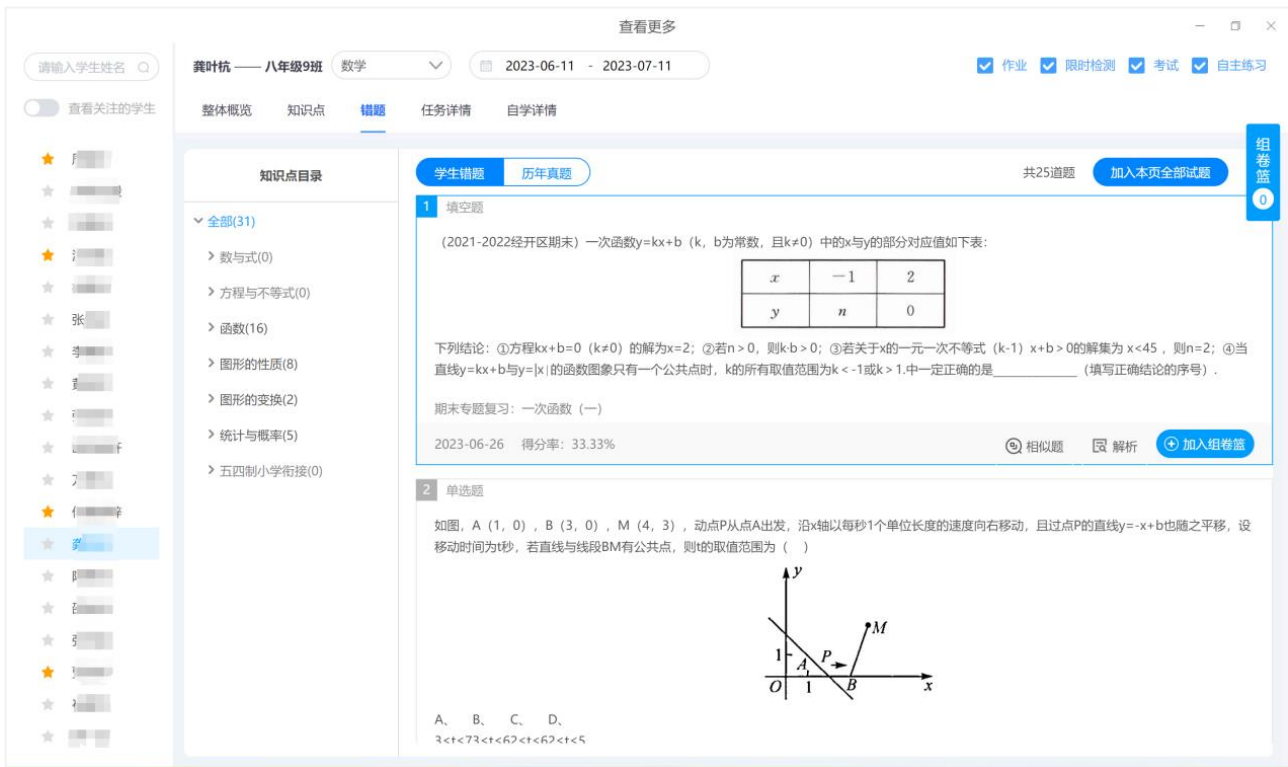 查看更多
请输入学生姓名
查看关注的学生
张
龚叶杭 —— 八年级9班 数学 2023-06-11 - 2023-07-11 作业 限时检测 考试 自主练习
整体概览 知识点 错题 任务详情 自学详情
组卷篮 0
知识点目录
全部(31)
数与式(0)
方程与不等式(0)
函数(16)
图形的性质(8)
图形的变换(2)
统计与概率(5)
五四制小学衔接(0)
学生错题 历年真题 共25道题 加入本页全部试题
1 填空题
（2021-2022经开区期末）一次函数y=kx+b（k，b为常数，且k≠0）中的x与y的部分对应值如下表：
x －1 2
y n 0
下列结论：①方程kx+b=0（k≠0）的解为x=2；②若n＞0，则k·b＞0；③若关于x的一元一次不等式（k-1）x+b＞0的解集为 x<45 ，则n=2；④当
直线y=kx+b与y=|x|的函数图象只有一个公共点时，k的所有取值范围为k＜-1或k＞1.中一定正确的是____________（填写正确结论的序号）.
期末专题复习：一次函数（一）
2023-06-26 得分率：33.33%
相似题 解析 加入组卷篮
2 单选题
如图，A（1，0），B（3，0），M（4，3），动点P从点A出发，沿x轴以每秒1个单位长度的速度向右移动，且过点P的直线y=-x+b也随之平移，设
移动时间为t秒，若直线与线段BM有公共点，则t的取值范围为（ ）
y
M
1
A P
O 1 B x
A、 B、 C、 D、
3<t<73<t<62<t<62<t<5